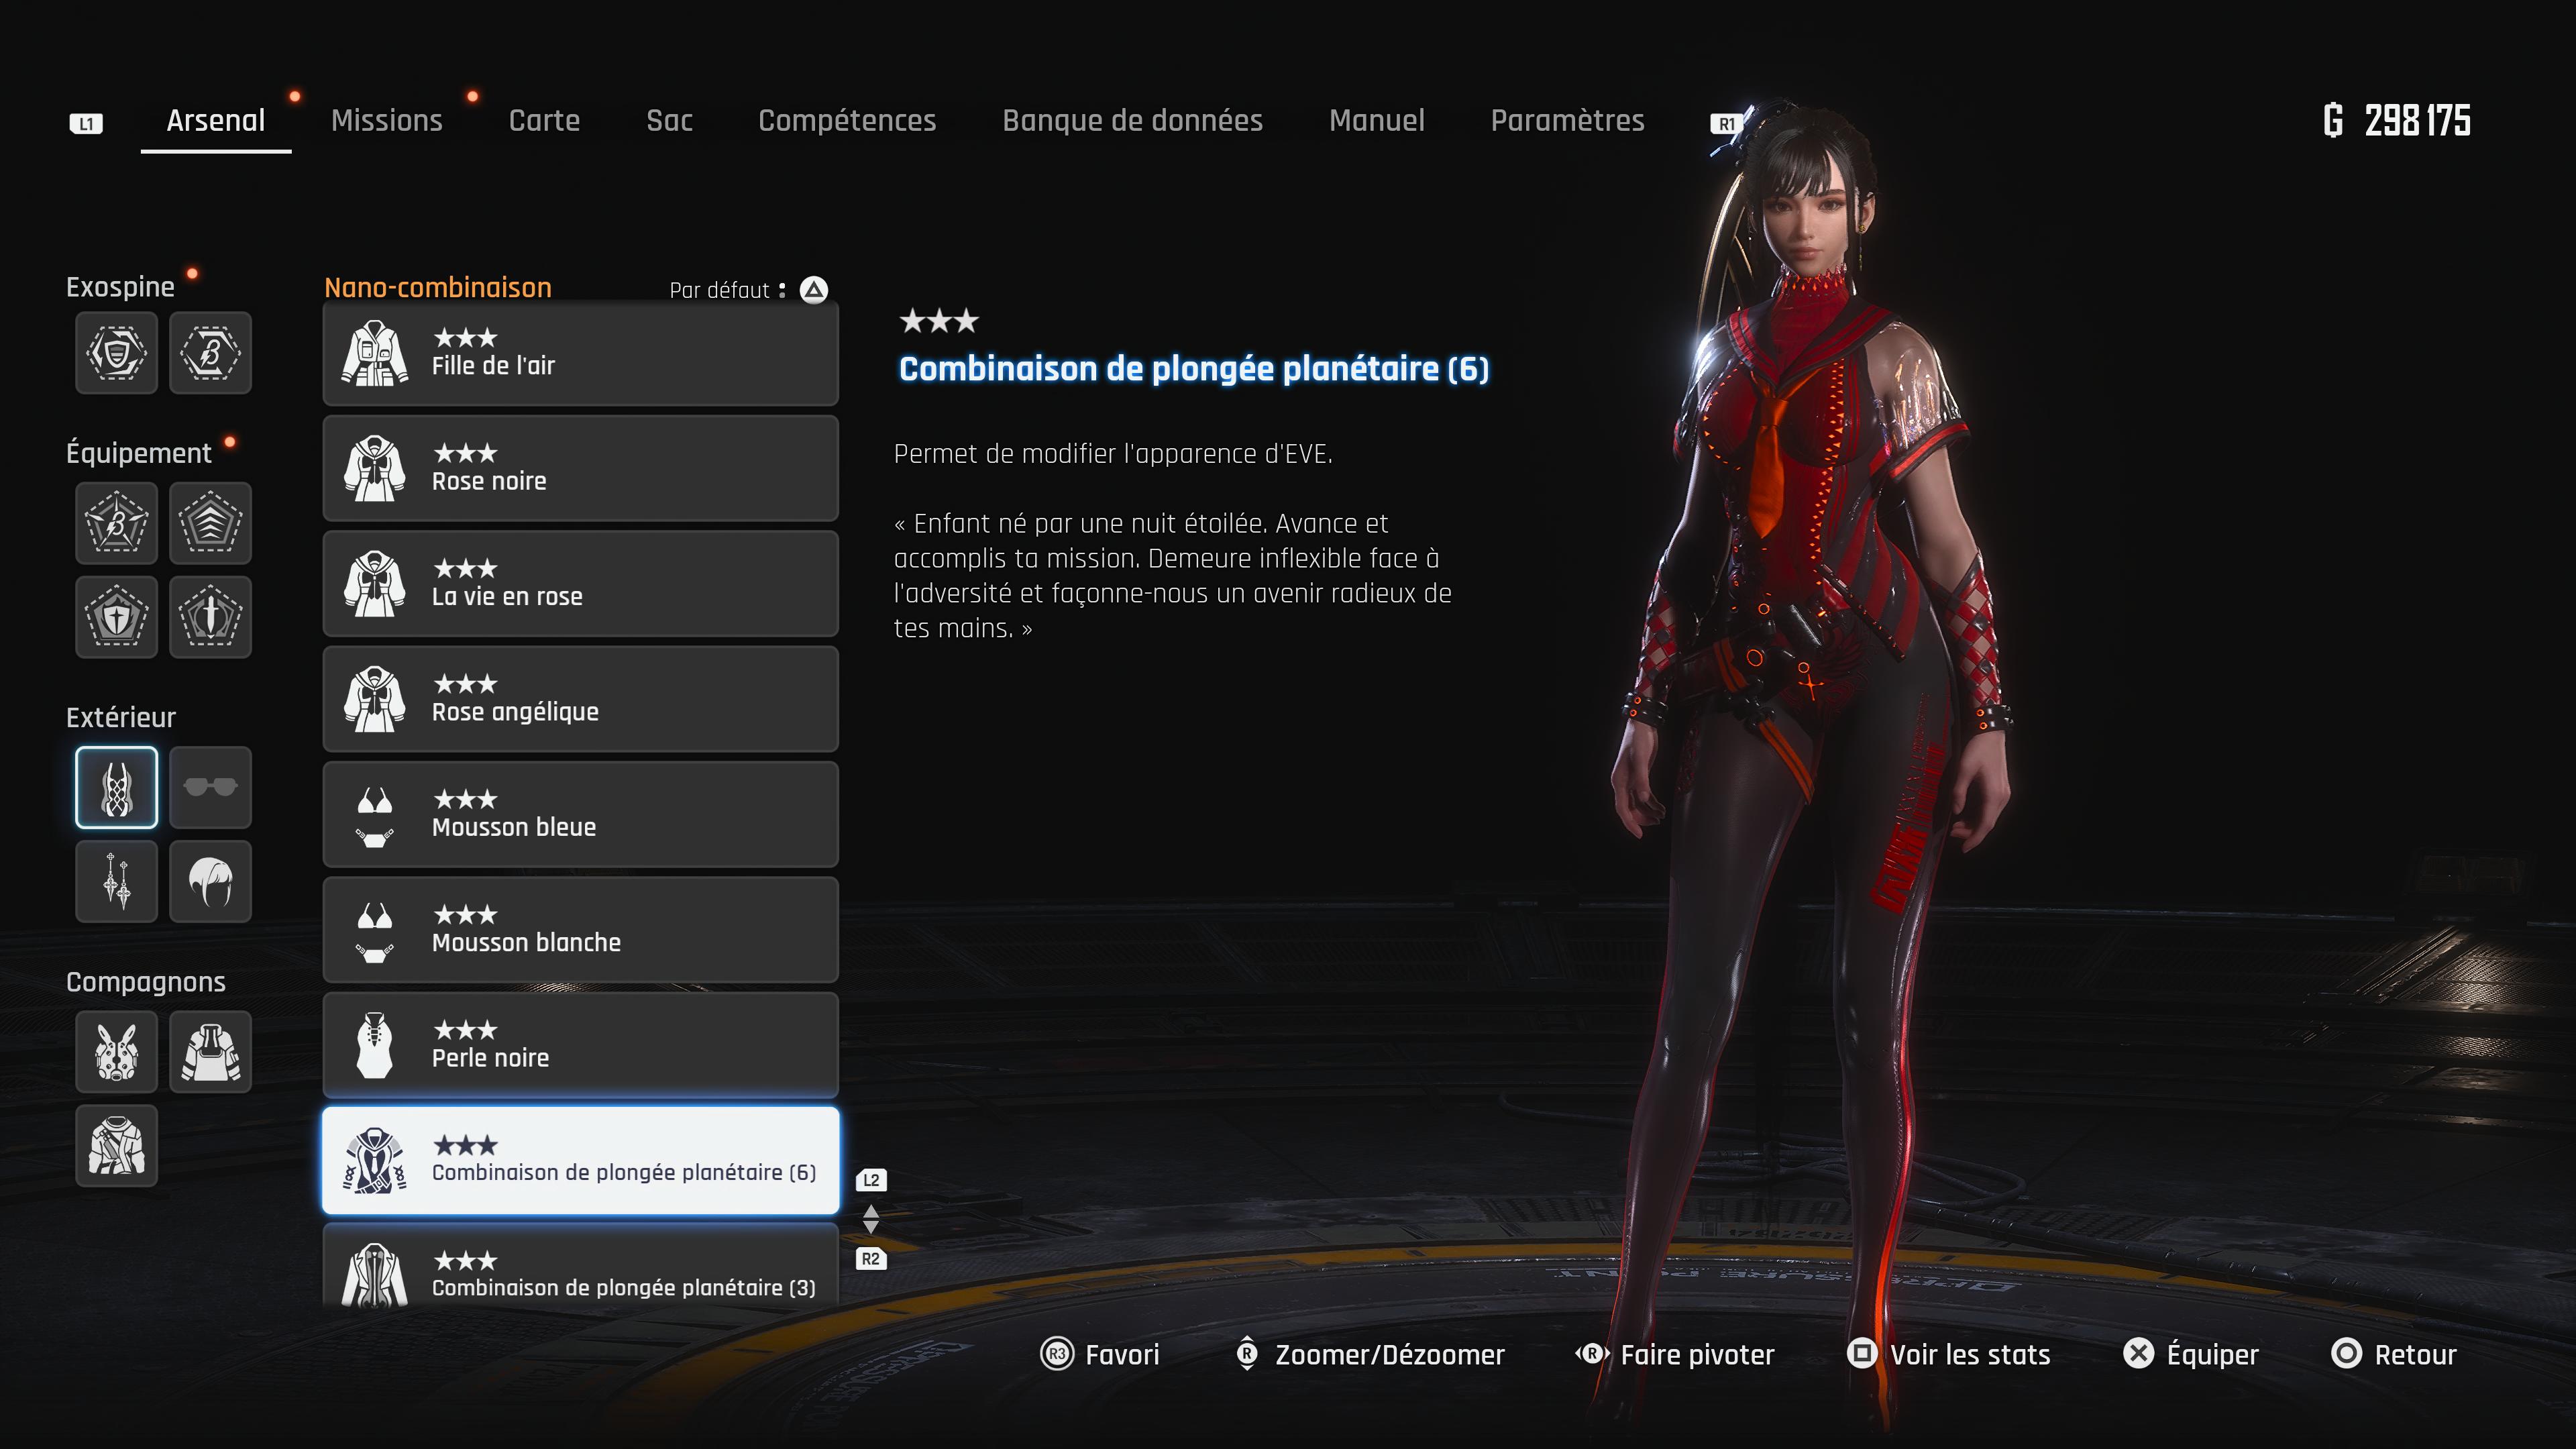 L1 Arsenal Missions Carte Sac Compétences Banque de données Manuel Paramètres R1 298 175
Exospine
Équipement
Extérieur
Compagnons
Nano-combinaison Par défaut :
★★★
Fille de l'air
★★★
Rose noire
★★★
La vie en rose
★★★
Rose angélique
★★★
Mousson bleue
★★★
Mousson blanche
★★★
Perle noire
★★★
Combinaison de plongée planétaire (6)
★★★
Combinaison de plongée planétaire (3)
L2
R2
★★★
Combinaison de plongée planétaire (6)
Permet de modifier l'apparence d'EVE.
« Enfant né par une nuit étoilée. Avance et
accomplis ta mission. Demeure inflexible face à
l'adversité et façonne-nous un avenir radieux de
tes mains. »
R3 Favori R Zoomer/Dézoomer R Faire pivoter Voir les stats Équiper Retour